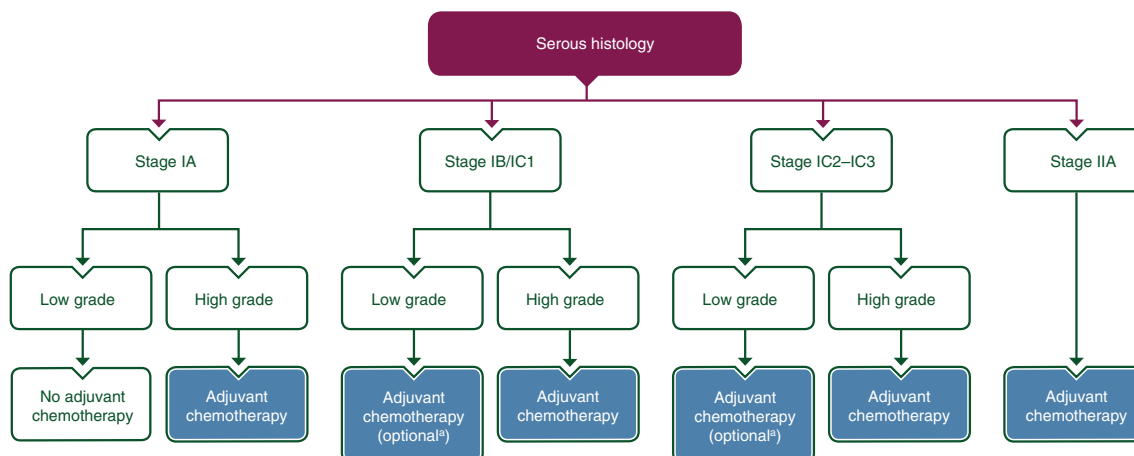 Serous histology
Stage IA
Stage IB/IC1
Stage IC2–IC3
Stage IIA
Low grade
High grade
Low grade
High grade
Low grade
High grade
No adjuvant
chemotherapy
Adjuvant
chemotherapy
Adjuvant
chemotherapy
(optionalᵃ)
Adjuvant
chemotherapy
Adjuvant
chemotherapy
(optionalᵃ)
Adjuvant
chemotherapy
Adjuvant
chemotherapy